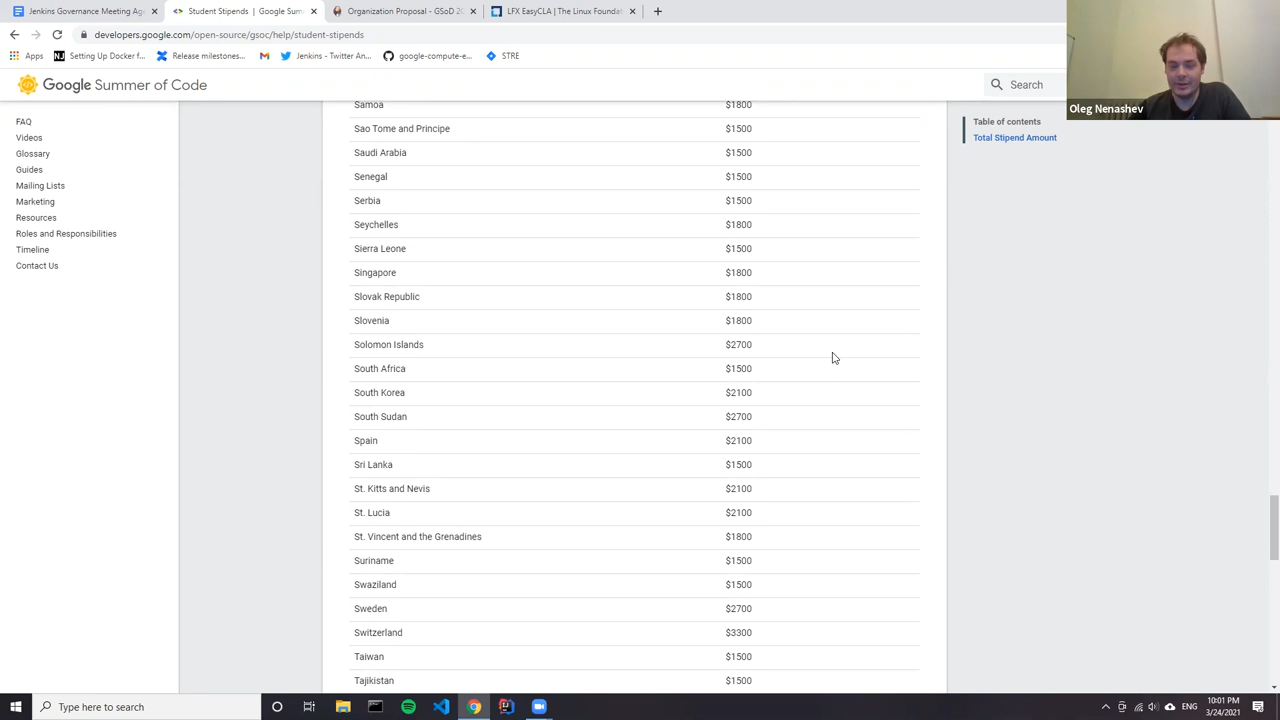 Jenkins Governance Meeting Ag
Student Stipends | Google Sum
Organization Proposal - GSoD 20
LFX EasyCLA | The Linux Foundat
developers.google.com/open-source/gsoc/help/student-stipends
Apps
Setting Up Docker f...
Release milestones...
Jenkins - Twitter An...
google-compute-e...
STRE
Google Summer of Code
Search
Oleg Nenashev
FAQ
Videos
Glossary
Guides
Mailing Lists
Marketing
Resources
Roles and Responsibilities
Timeline
Contact Us
Samoa $1800
Sao Tome and Principe $1500
Saudi Arabia $1500
Senegal $1500
Serbia $1500
Seychelles $1800
Sierra Leone $1500
Singapore $1800
Slovak Republic $1800
Slovenia $1800
Solomon Islands $2700
South Africa $1500
South Korea $2100
South Sudan $2700
Spain $2100
Sri Lanka $1500
St. Kitts and Nevis $2100
St. Lucia $2100
St. Vincent and the Grenadines $1800
Suriname $1500
Swaziland $1500
Sweden $2700
Switzerland $3300
Taiwan $1500
Tajikistan $1500
Table of contents
Total Stipend Amount
Type here to search
ENG
10:01 PM
3/24/2021